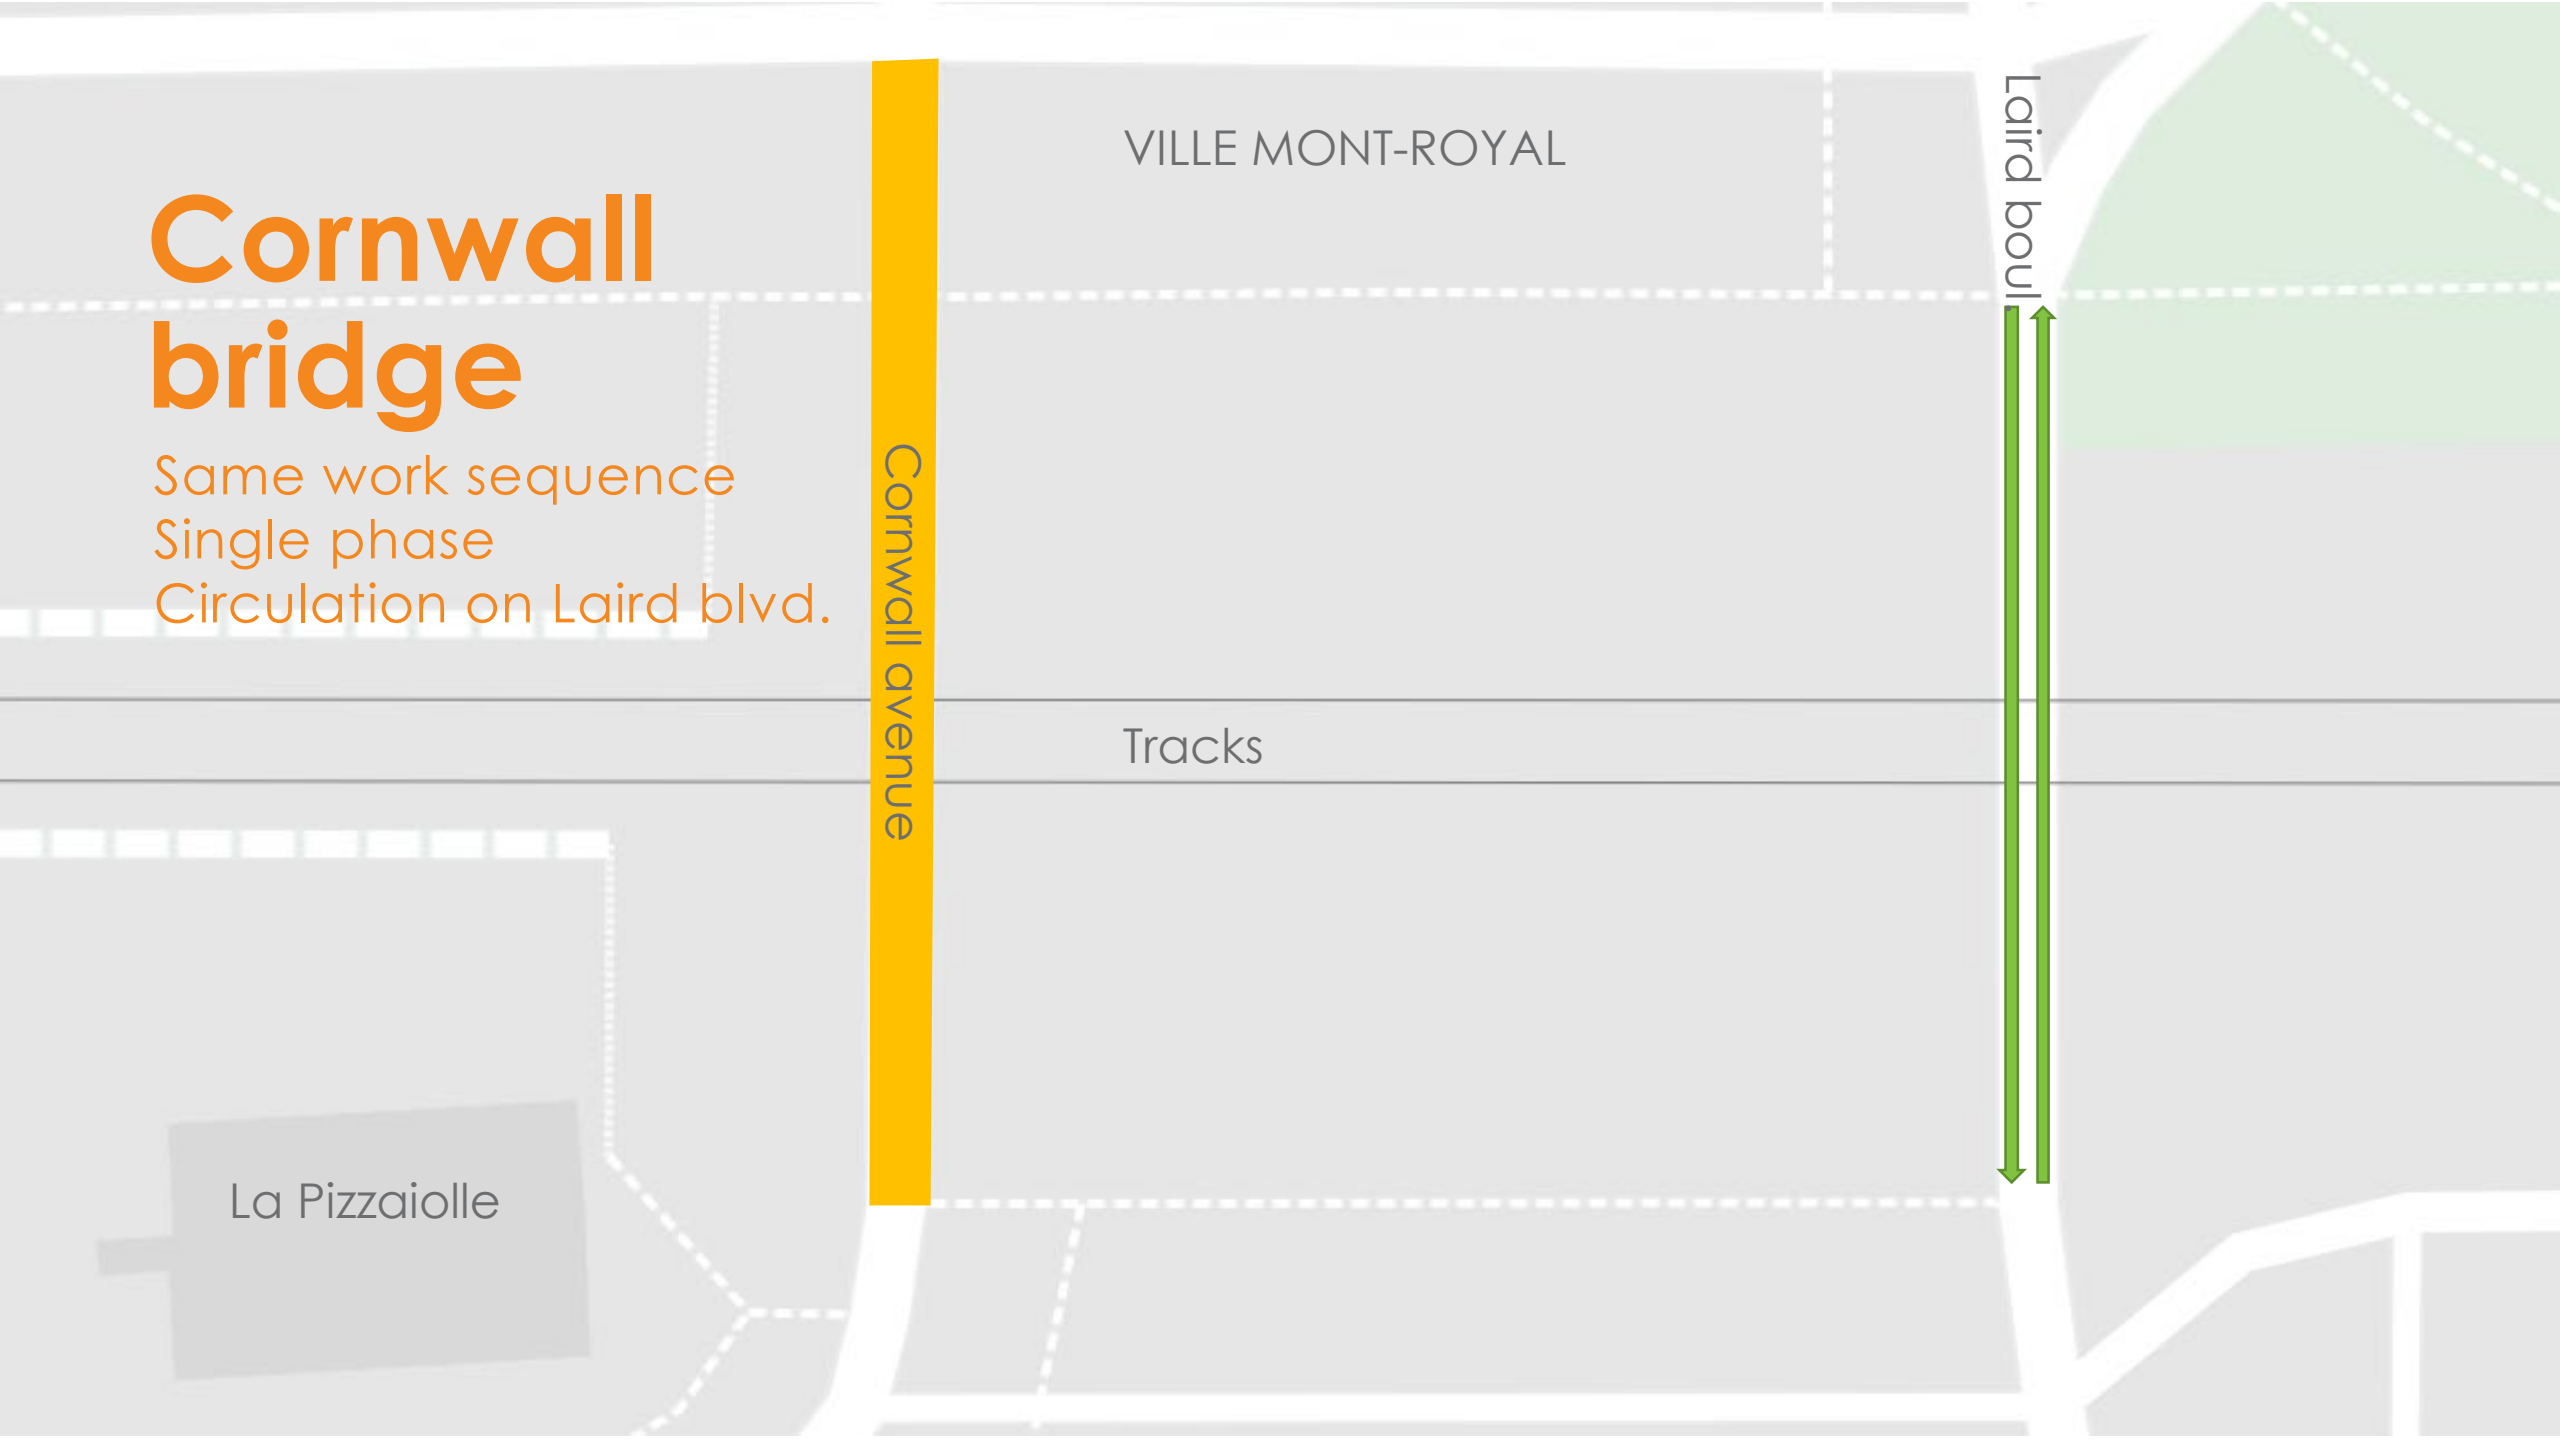 Cornwall
bridge
Same work sequence
Single phase
Circulation on Laird blvd.
VILLE MONT-ROYAL
Laird boul.
Cornwall avenue
Tracks
La Pizzaiolle